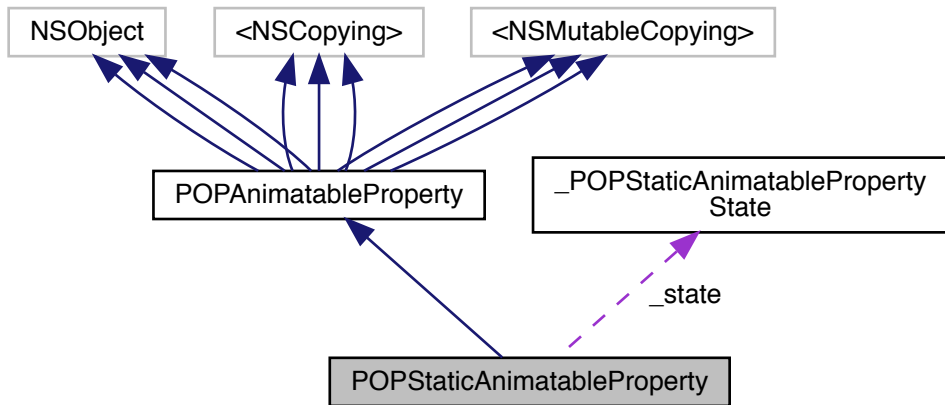 NSObject
<NSCopying>
<NSMutableCopying>
POPAnimatableProperty
_POPStaticAnimatableProperty
State
_state
POPStaticAnimatableProperty